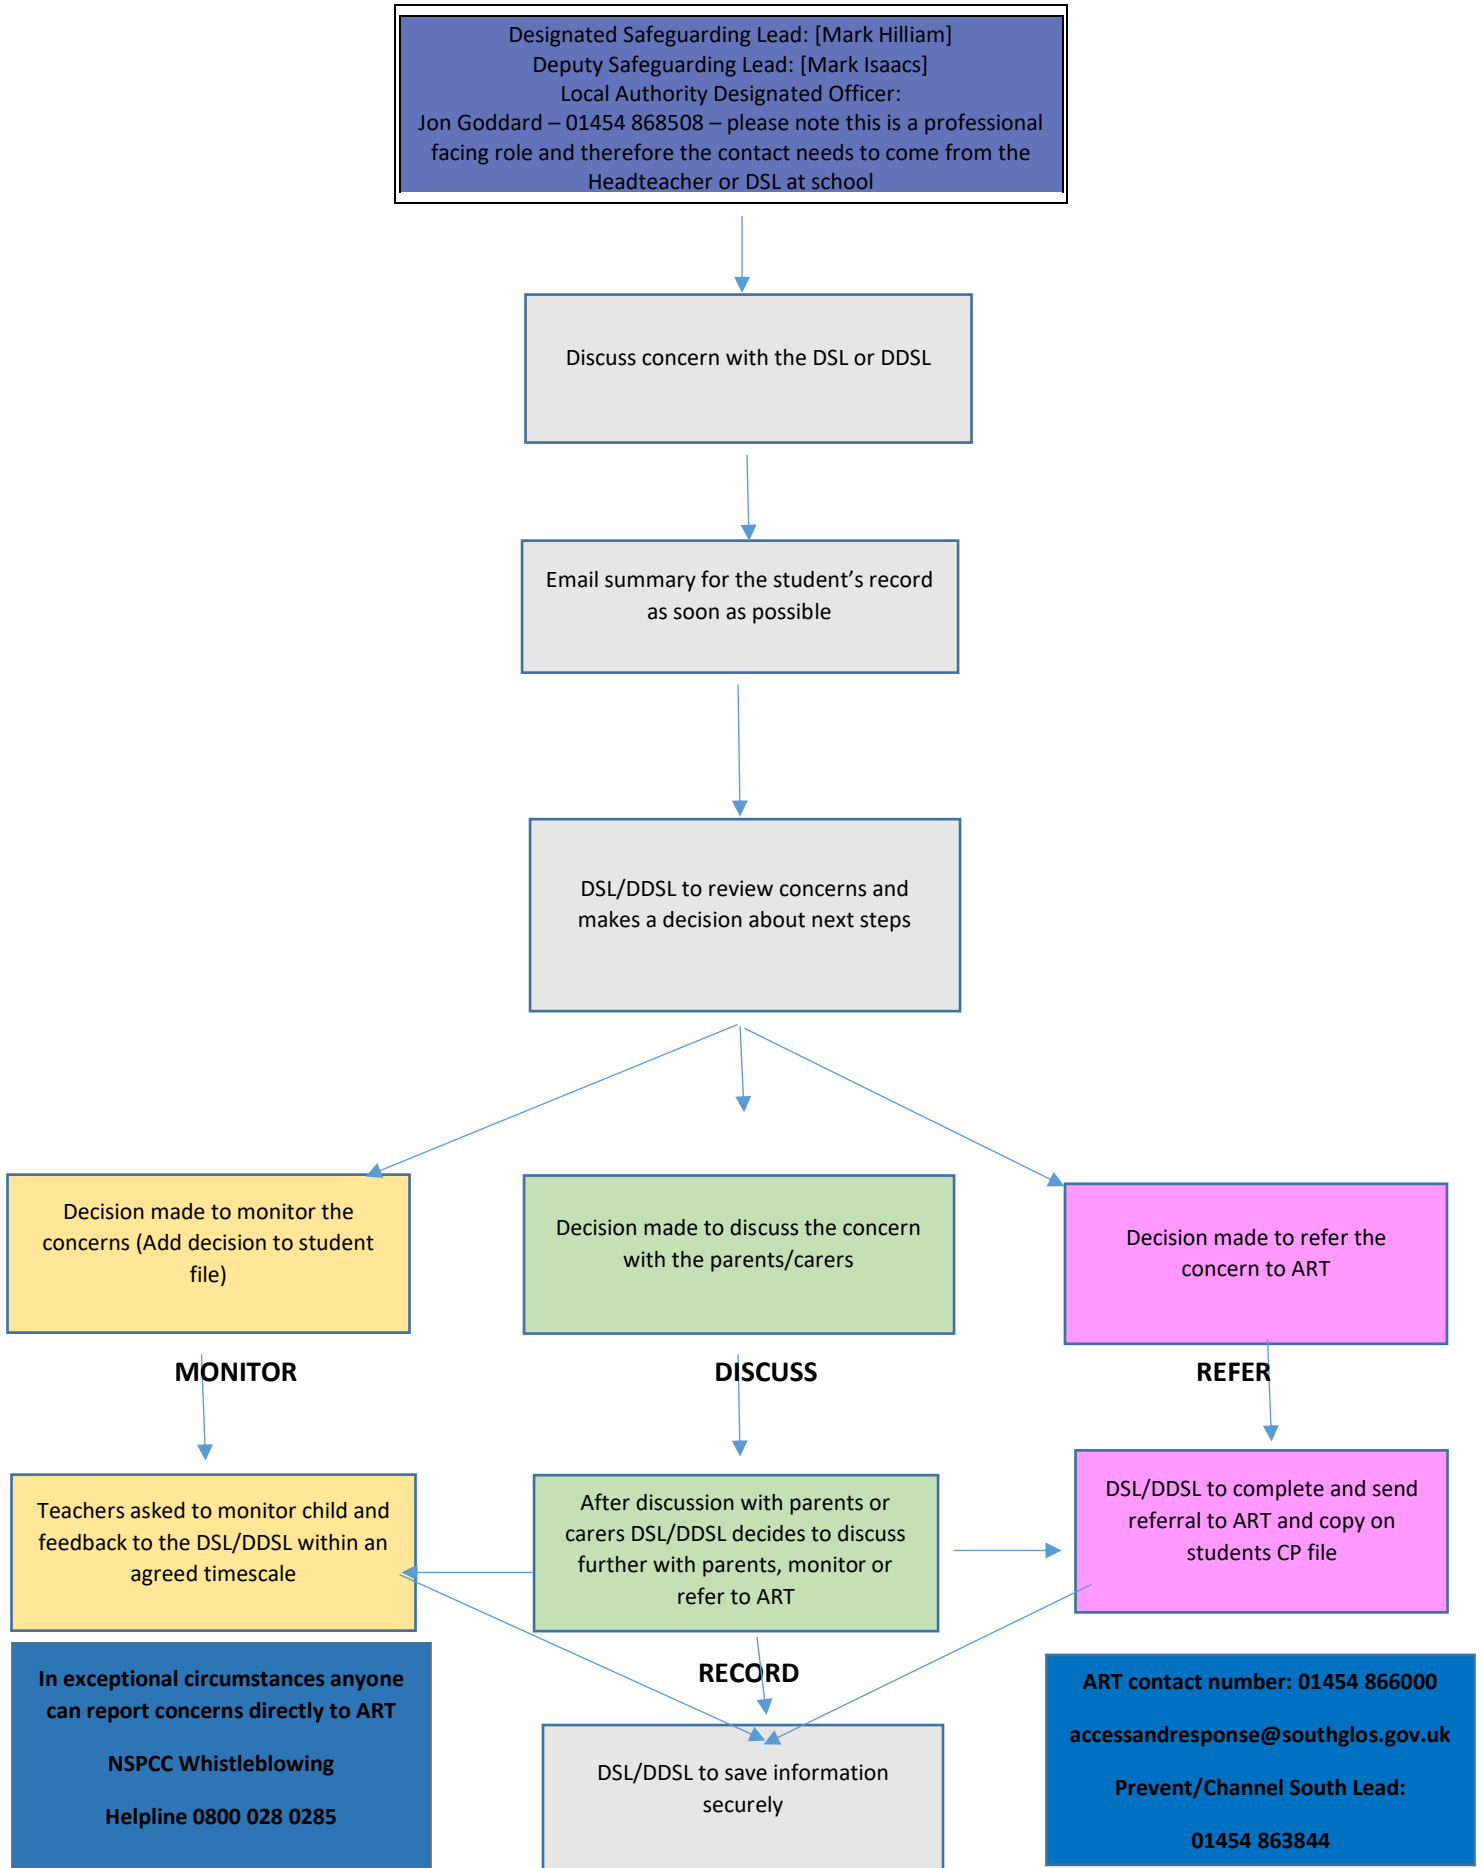 Designated Safeguarding Lead: [Mark Hilliam]
Deputy Safeguarding Lead: [Mark Isaacs]
Local Authority Designated Officer:
Jon Goddard – 01454 868508 – please note this is a professional
facing role and therefore the contact needs to come from the
Headteacher or DSL at school
Discuss concern with the DSL or DDSL
Email summary for the student’s record
as soon as possible
DSL/DDSL to review concerns and
makes a decision about next steps
Decision made to monitor the
concerns (Add decision to student
file)
Decision made to discuss the concern
with the parents/carers
Decision made to refer the
concern to ART
MONITOR
DISCUSS
REFER
Teachers asked to monitor child and
feedback to the DSL/DDSL within an
agreed timescale
After discussion with parents or
carers DSL/DDSL decides to discuss
further with parents, monitor or
refer to ART
DSL/DDSL to complete and send
referral to ART and copy on
students CP file
In exceptional circumstances anyone
can report concerns directly to ART
NSPCC Whistleblowing
Helpline 0800 028 0285
RECORD
DSL/DDSL to save information
securely
ART contact number: 01454 866000
accessandresponse@southglos.gov.uk
Prevent/Channel South Lead:
01454 863844